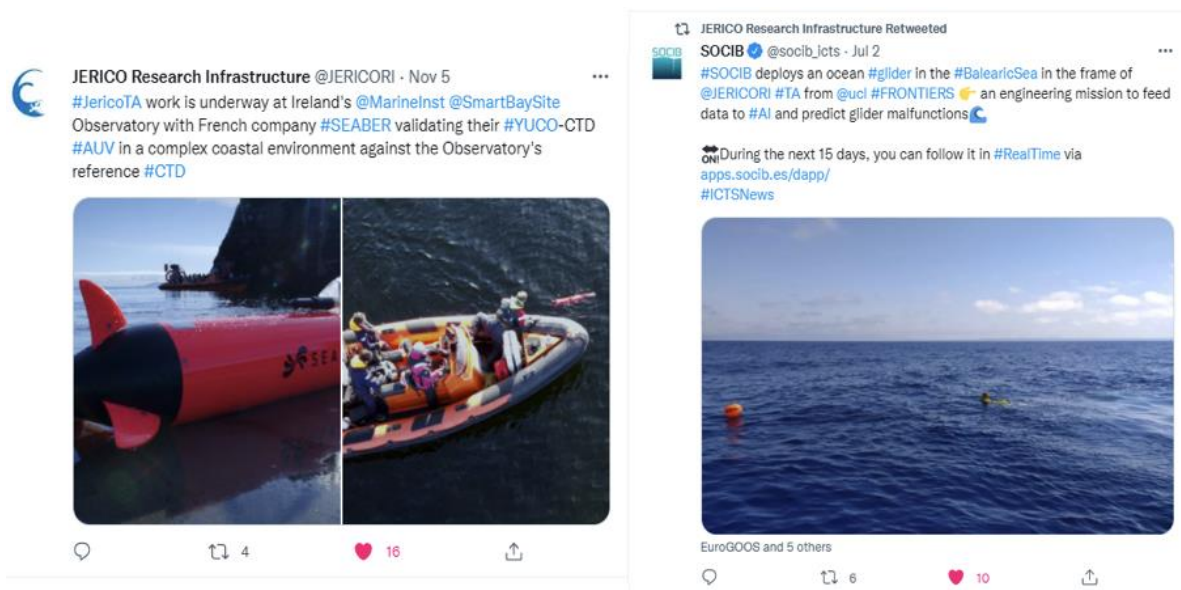 JERICO Research Infrastructure @JERICORI · Nov 5
#JericoTA work is underway at Ireland's @MarineInst @SmartBaySite
Observatory with French company #SEABER validating their #YUCO-CTD
#AUV in a complex coastal environment against the Observatory's
reference #CTD
SEA
4
16
JERICO Research Infrastructure Retweeted
SOCIB
SOCIB @socib_icts · Jul 2
#SOCIB deploys an ocean #glider in the #BalearicSea in the frame of
@JERICORI #TA from @ucl #FRONTIERS 👉 an engineering mission to feed
data to #AI and predict glider malfunctions🌊
🔛During the next 15 days, you can follow it in #RealTime via
apps.socib.es/dapp/
#ICTSNews
EuroGOOS and 5 others
6
10